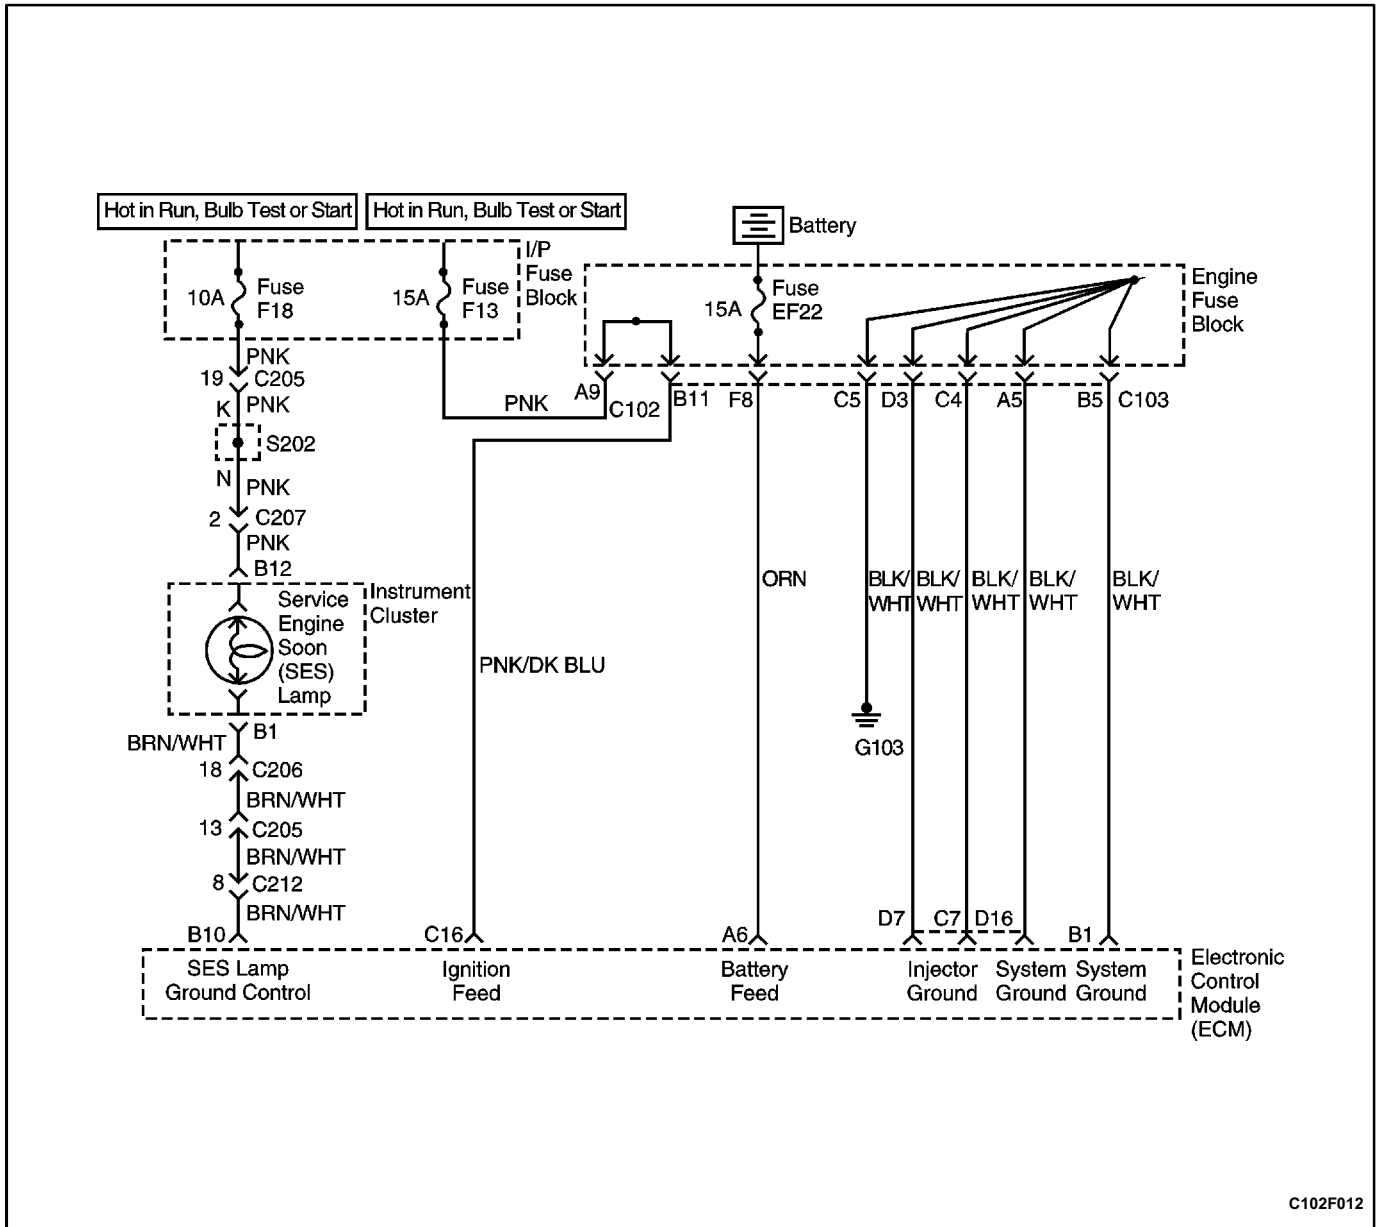 Hot in Run, Bulb Test or Start
Hot in Run, Bulb Test or Start
Battery
I/P
Fuse
Block
10A
Fuse
F18
15A
Fuse
F13
15A
Fuse
EF22
Engine
Fuse
Block
PNK
19
C205
K
PNK
S202
N
PNK
2
C207
PNK
B12
PNK
A9
C102
B11
F8
C5
D3
C4
A5
B5
C103
Instrument
Cluster
Service
Engine
Soon
(SES)
Lamp
PNK/DK BLU
ORN
BLK/
WHT
BLK/
WHT
BLK/
WHT
BLK/
WHT
BLK/
WHT
G103
B1
BRN/WHT
18
C206
BRN/WHT
13
C205
BRN/WHT
8
C212
BRN/WHT
B10
C16
A6
D7
C7
D16
B1
SES Lamp
Ground Control
Ignition
Feed
Battery
Feed
Injector
Ground
System
Ground
System
Ground
Electronic
Control
Module
(ECM)
C102F012